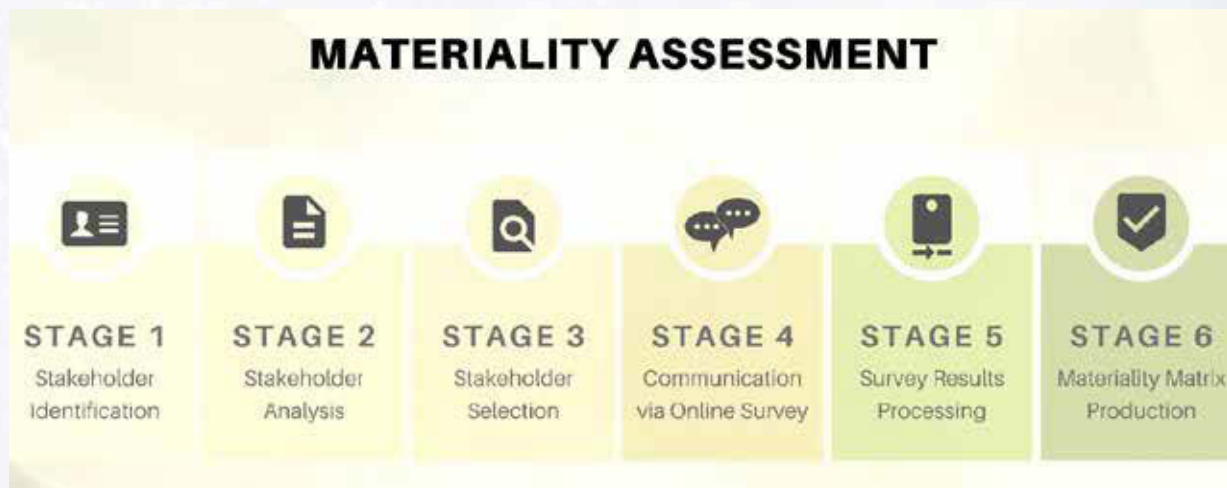 MATERIALITY ASSESSMENT
STAGE 1
Stakeholder
Identification
STAGE 2
Stakeholder
Analysis
STAGE 3
Stakeholder
Selection
STAGE 4
Communication
via Online Survey
STAGE 5
Survey Results
Processing
STAGE 6
Materiality Matrix
Production